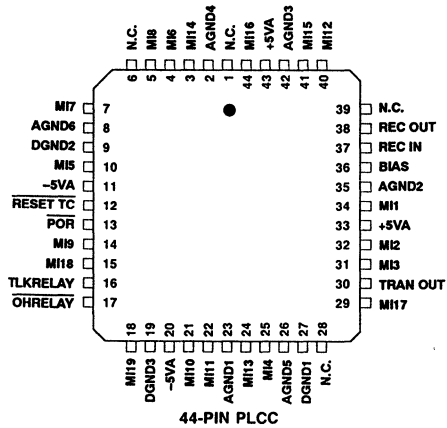 N.C. MI8 MI6 MI14 AGND4 N.C. MI16 +5VA AGND3 MI15 MI12
6 5 4 3 2 1 44 43 42 41 40
MI7 7
AGND6 8
DGND2 9
MI5 10
–5VA 11
RESET TC 12
POR 13
MI9 14
MI18 15
TLKRELAY 16
OHRELAY 17
39 N.C.
38 REC OUT
37 REC IN
36 BIAS
35 AGND2
34 MI1
33 +5VA
32 MI2
31 MI3
30 TRAN OUT
29 MI17
18 19 20 21 22 23 24 25 26 27 28
MI19 DGND3 –5VA MI10 MI11 AGND1 MI13 MI4 AGND5 DGND1 N.C.
44-PIN PLCC